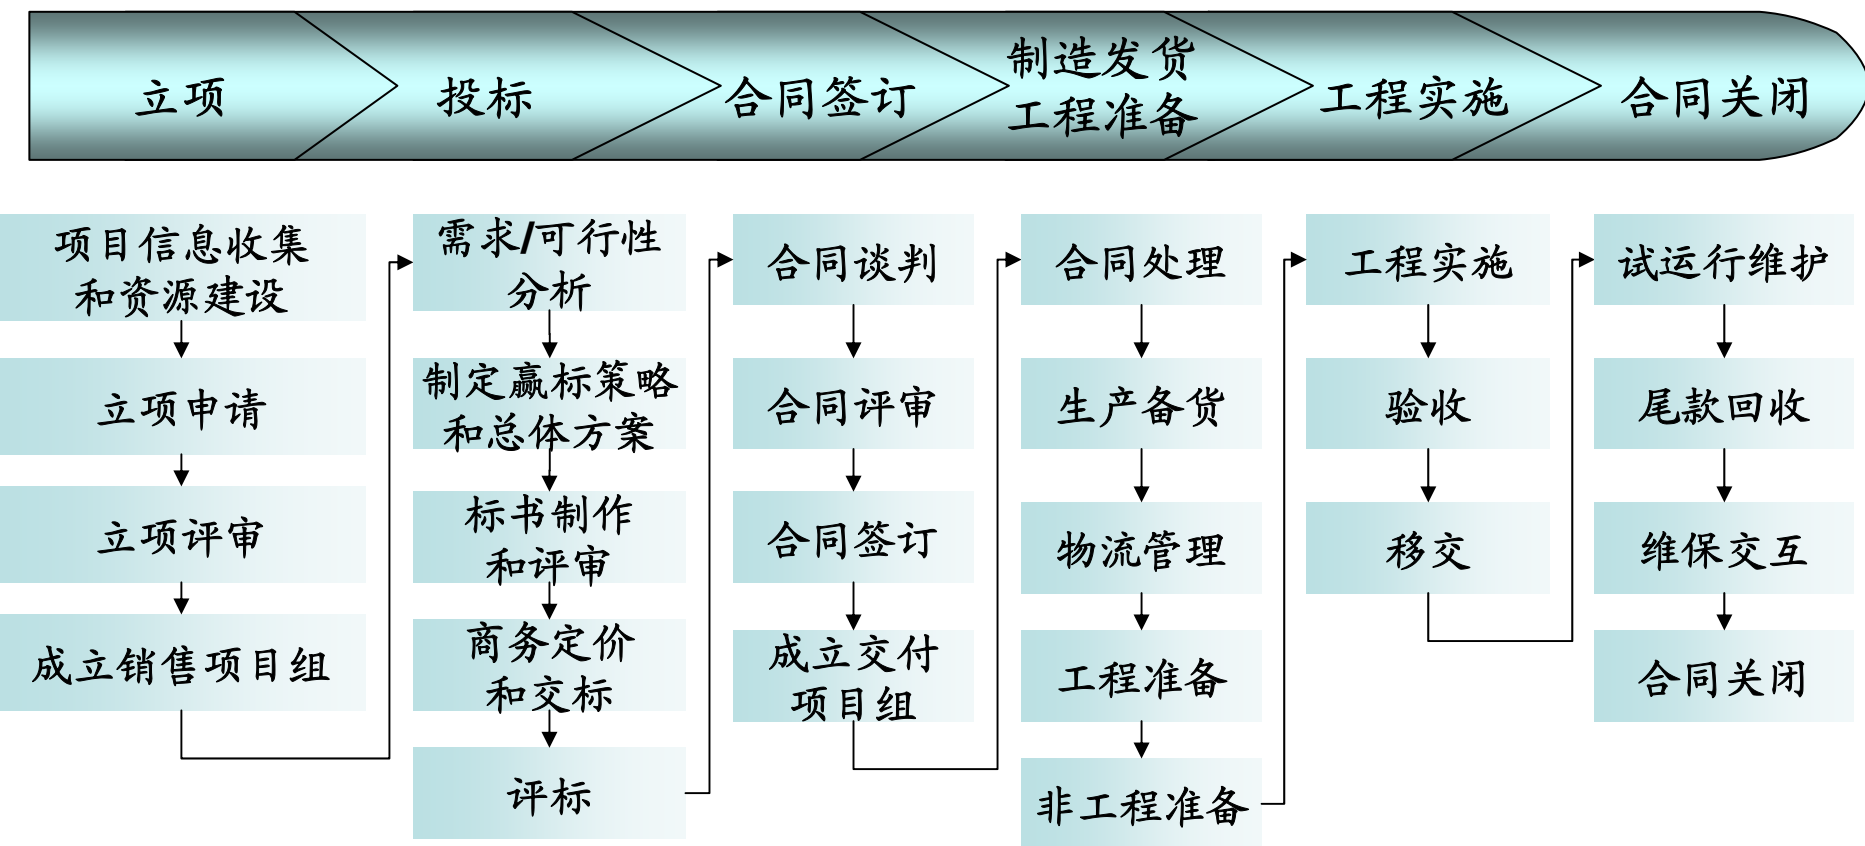 立项
投标
合同签订
制造发货
工程准备
工程实施
合同关闭
项目信息收集
和资源建设
立项申请
立项评审
成立销售项目组
需求/可行性
分析
制定赢标策略
和总体方案
标书制作
和评审
商务定价
和交标
评标
合同谈判
合同评审
合同签订
成立交付
项目组
合同处理
生产备货
物流管理
工程准备
非工程准备
工程实施
验收
移交
试运行维护
尾款回收
维保交互
合同关闭